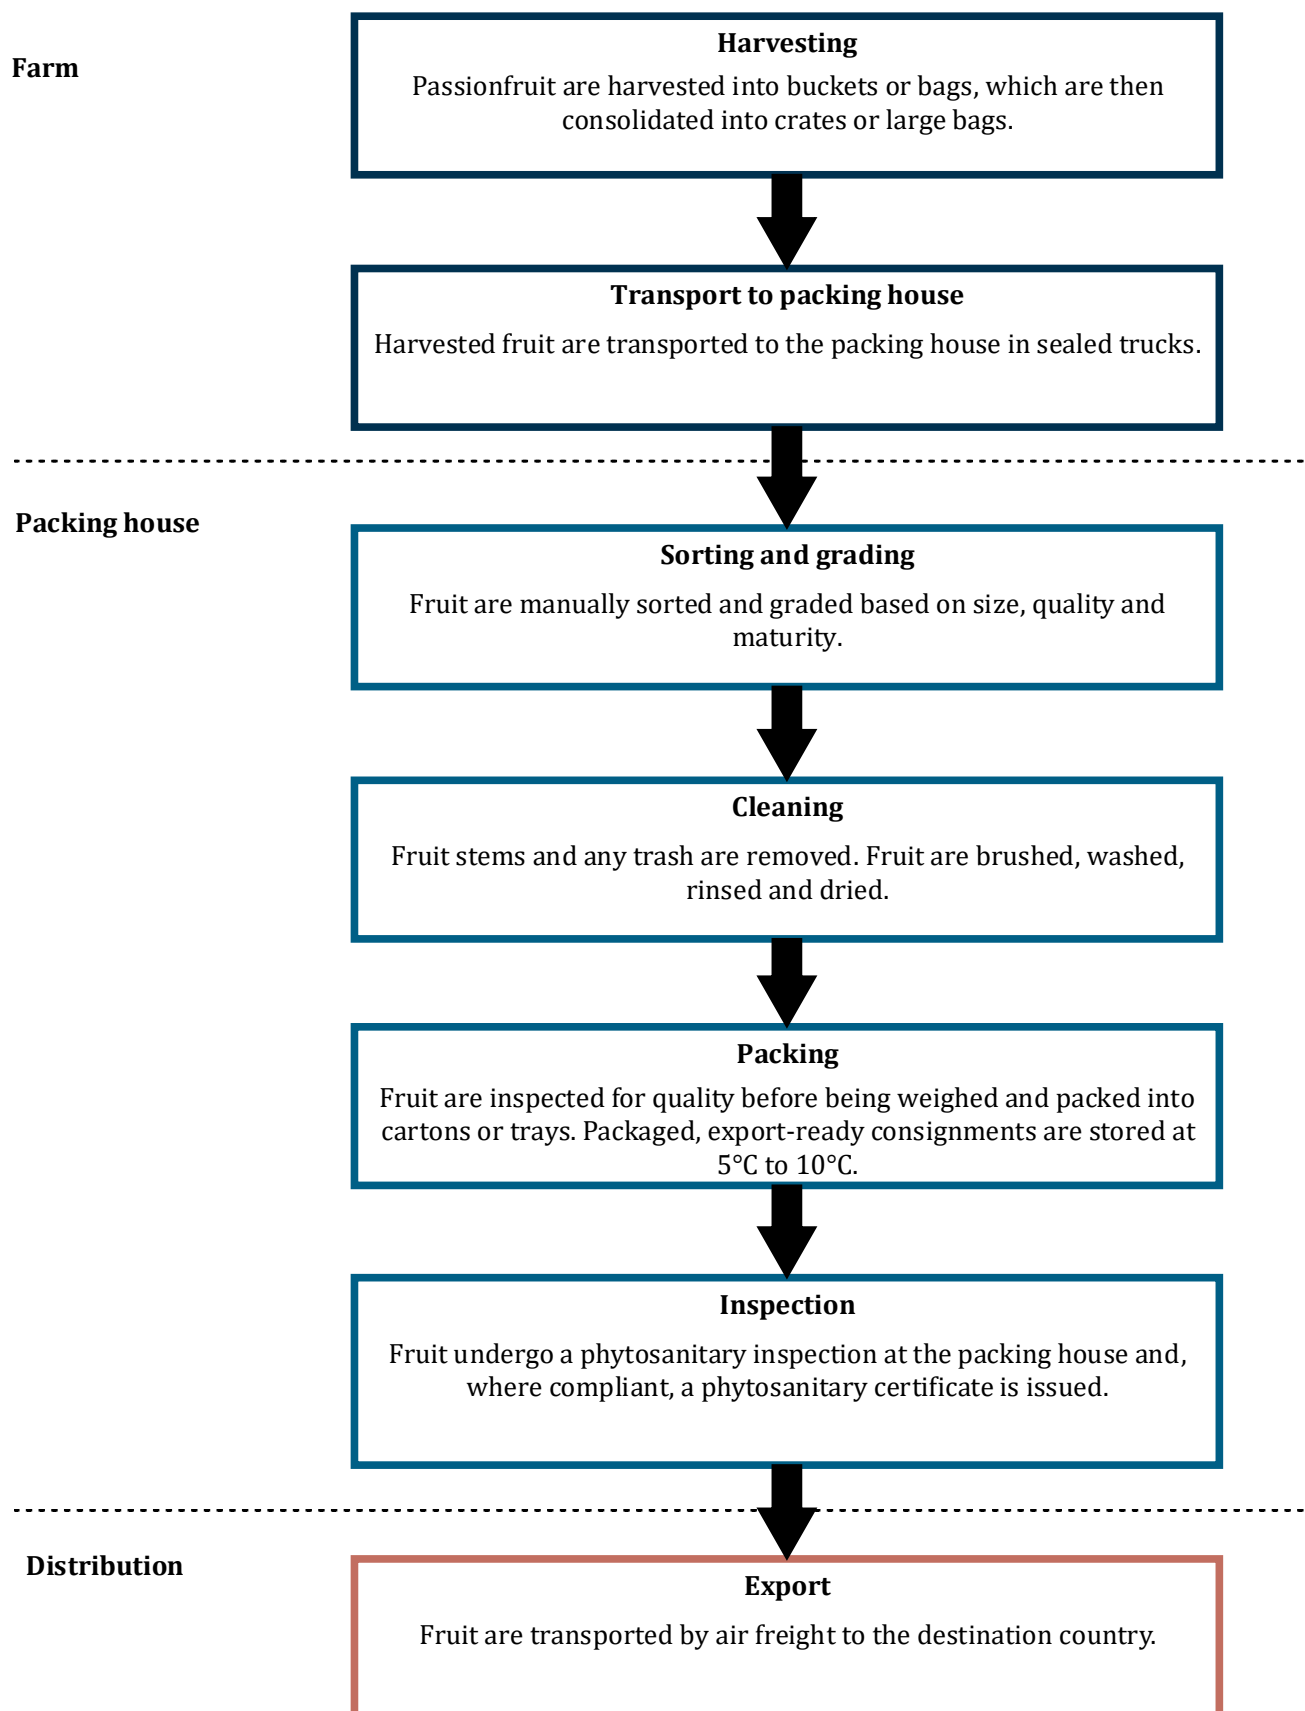 Farm
Harvesting
Passionfruit are harvested into buckets or bags, which are then
consolidated into crates or large bags.
Transport to packing house
Harvested fruit are transported to the packing house in sealed trucks.
Packing house
Sorting and grading
Fruit are manually sorted and graded based on size, quality and
maturity.
Cleaning
Fruit stems and any trash are removed. Fruit are brushed, washed,
rinsed and dried.
Packing
Fruit are inspected for quality before being weighed and packed into
cartons or trays. Packaged, export-ready consignments are stored at
5°C to 10°C.
Inspection
Fruit undergo a phytosanitary inspection at the packing house and,
where compliant, a phytosanitary certificate is issued.
Distribution
Export
Fruit are transported by air freight to the destination country.